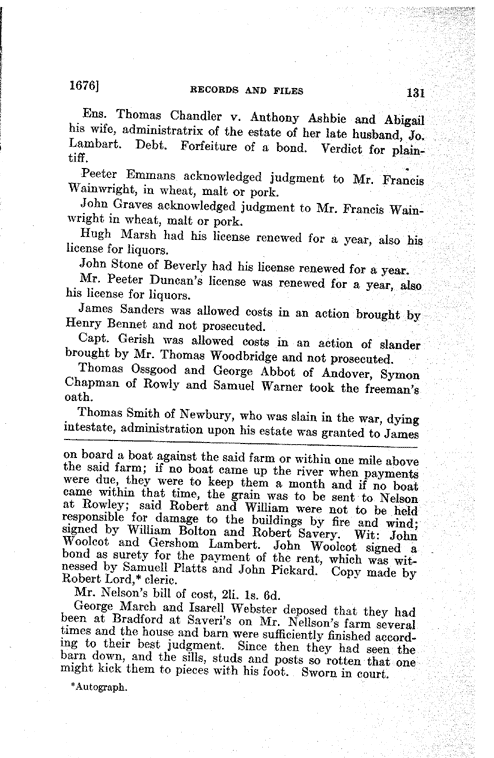 1676] RECORDS AND FILES 131
Ens. Thomas Chandler v. Anthony Ashbie and Abigail
his wife, administratrix of the estate of her late husband, Jo.
Lambart. Debt. Forfeiture of a bond. Verdict for plain-
tiff.
Peeter Emmans acknowledged judgment to Mr. Francis
Wainwright, in wheat, malt or pork.
John Graves acknowledged judgment to Mr. Francis Wain-
wright in wheat, malt or pork.
Hugh Marsh had his license renewed for a year, also his
license for liquors.
John Stone of Beverly had his license renewed for a year.
Mr. Peeter Duncan's license was renewed for a year, also
his license for liquors.
James Sanders was allowed costs in an action brought by
Henry Bennet and not prosecuted.
Capt. Gerish was allowed costs in an action of slander
brought by Mr. Thomas Woodbridge and not prosecuted.
Thomas Ossgood and George Abbot of Andover, Symon
Chapman of Rowly and Samuel Warner took the freeman's
oath.
Thomas Smith of Newbury, who was slain in the war, dying
intestate, administration upon his estate was granted to James
on board a boat against the said farm or within one mile above
the said farm; if no boat came up the river when payments
were due, they were to keep them a month and if no boat
came within that time, the grain was to be sent to Nelson
at Rowley; said Robert and William were not to be held
responsible for damage to the buildings by fire and wind;
signed by William Bolton and Robert Savery. Wit: John
Woolcot and Gershom Lambert. John Woolcot signed a
bond as surety for the payment of the rent, which was wit-
nessed by Samuell Platts and John Pickard. Copy made by
Robert Lord,* cleric.
Mr. Nelson's bill of cost, 2li. 1s. 6d.
George March and Isarell Webster deposed that they had
been at Bradford at Saveri's on Mr. Nellson's farm several
times and the house and barn were sufficiently finished accord-
ing to their best judgment. Since then they had seen the
barn down, and the sills, studs and posts so rotten that one
might kick them to pieces with his foot. Sworn in court.
*Autograph.